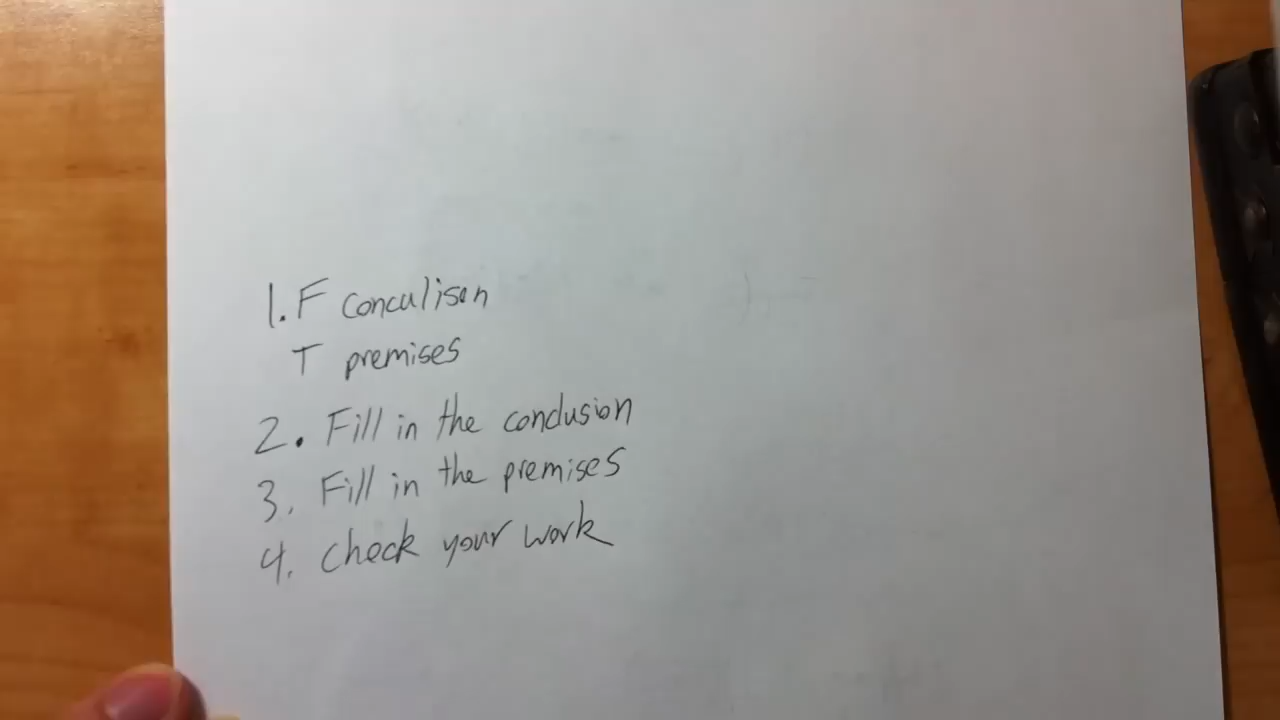 1. F conculison
T premises
2. Fill in the conclusion
3. Fill in the premises
4. Check your work